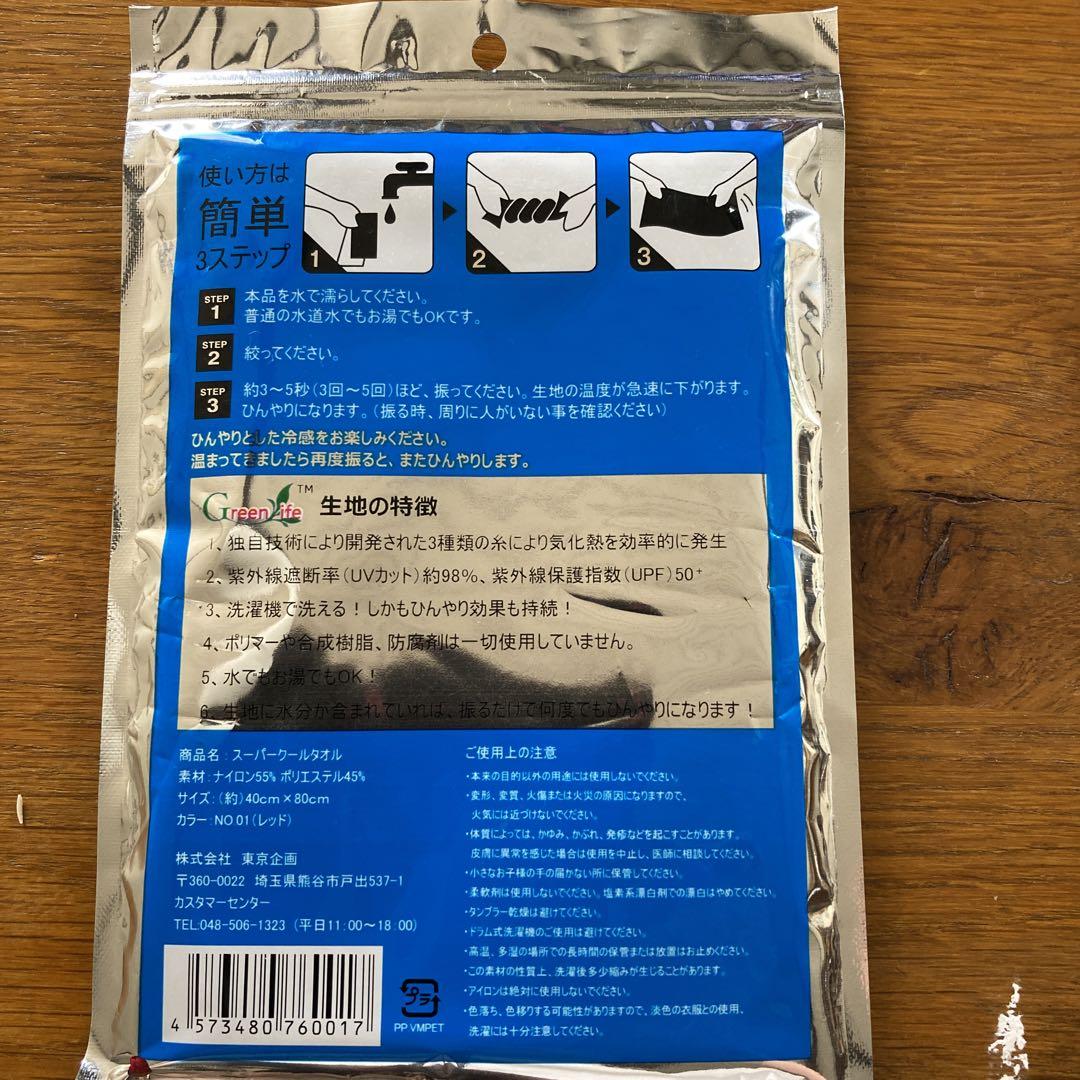 使い方は
簡単
3ステップ
1
2
3
STEP
1
本品を水で濡らしてください。
普通の水道水でもお湯でもOKです。
STEP
2
絞ってください。
STEP
3
約3〜5秒(3回〜5回)ほど、振ってください。生地の温度が急速に下がります。
ひんやりになります。(振る時、周りに人がいない事を確認ください)
ひんやりとした冷感をお楽しみください。
温まってきましたら再度振ると、またひんやりします。
GreenLife™ 生地の特徴
1、独自技術により開発された3種類の糸により気化熱を効率的に発生
2、紫外線遮断率(UVカット)約98%、紫外線保護指数(UPF)50+
3、洗濯機で洗える!しかもひんやり効果も持続!
4、ポリマーや合成樹脂、防腐剤は一切使用していません。
5、水でもお湯でもOK!
6、生地に水分が含まれていれば、振るだけで何度でもひんやりになります!
商品名:スーパークールタオル
素材:ナイロン55% ポリエステル45%
サイズ:(約)40cm×80cm
カラー:NO 01(レッド)
株式会社 東京企画
〒360-0022 埼玉県熊谷市戸出537-1
カスタマーセンター
TEL:048-506-1323 (平日11:00〜18:00)
4 573480 760017
プラ
PP VMPET
ご使用上の注意
・本来の目的以外の用途には使用しないでください。
・変形、変質、火傷または火災の原因になりますので、
火気には近づけないでください。
・体質によっては、かゆみ、かぶれ、発疹などを起こすことがあります。
皮膚に異常を感じた場合は使用を中止し、医師に相談してください。
・小さなお子様の手の届かない所に保管してください。
・柔軟剤は使用しないでください。塩素系漂白剤での漂白はやめてください。
・タンブラー乾燥は避けてください。
・ドラム式洗濯機のご使用は避けてください。
・高温、多湿の場所での長時間の保管または放置はお止めください。
・この素材の性質上、洗濯後多少縮みが生じることがあります。
・アイロンは絶対に使用しないでください。
・色落ち、色移りする可能性がありますので、淡色の衣服との使用、
洗濯には十分注意してください。